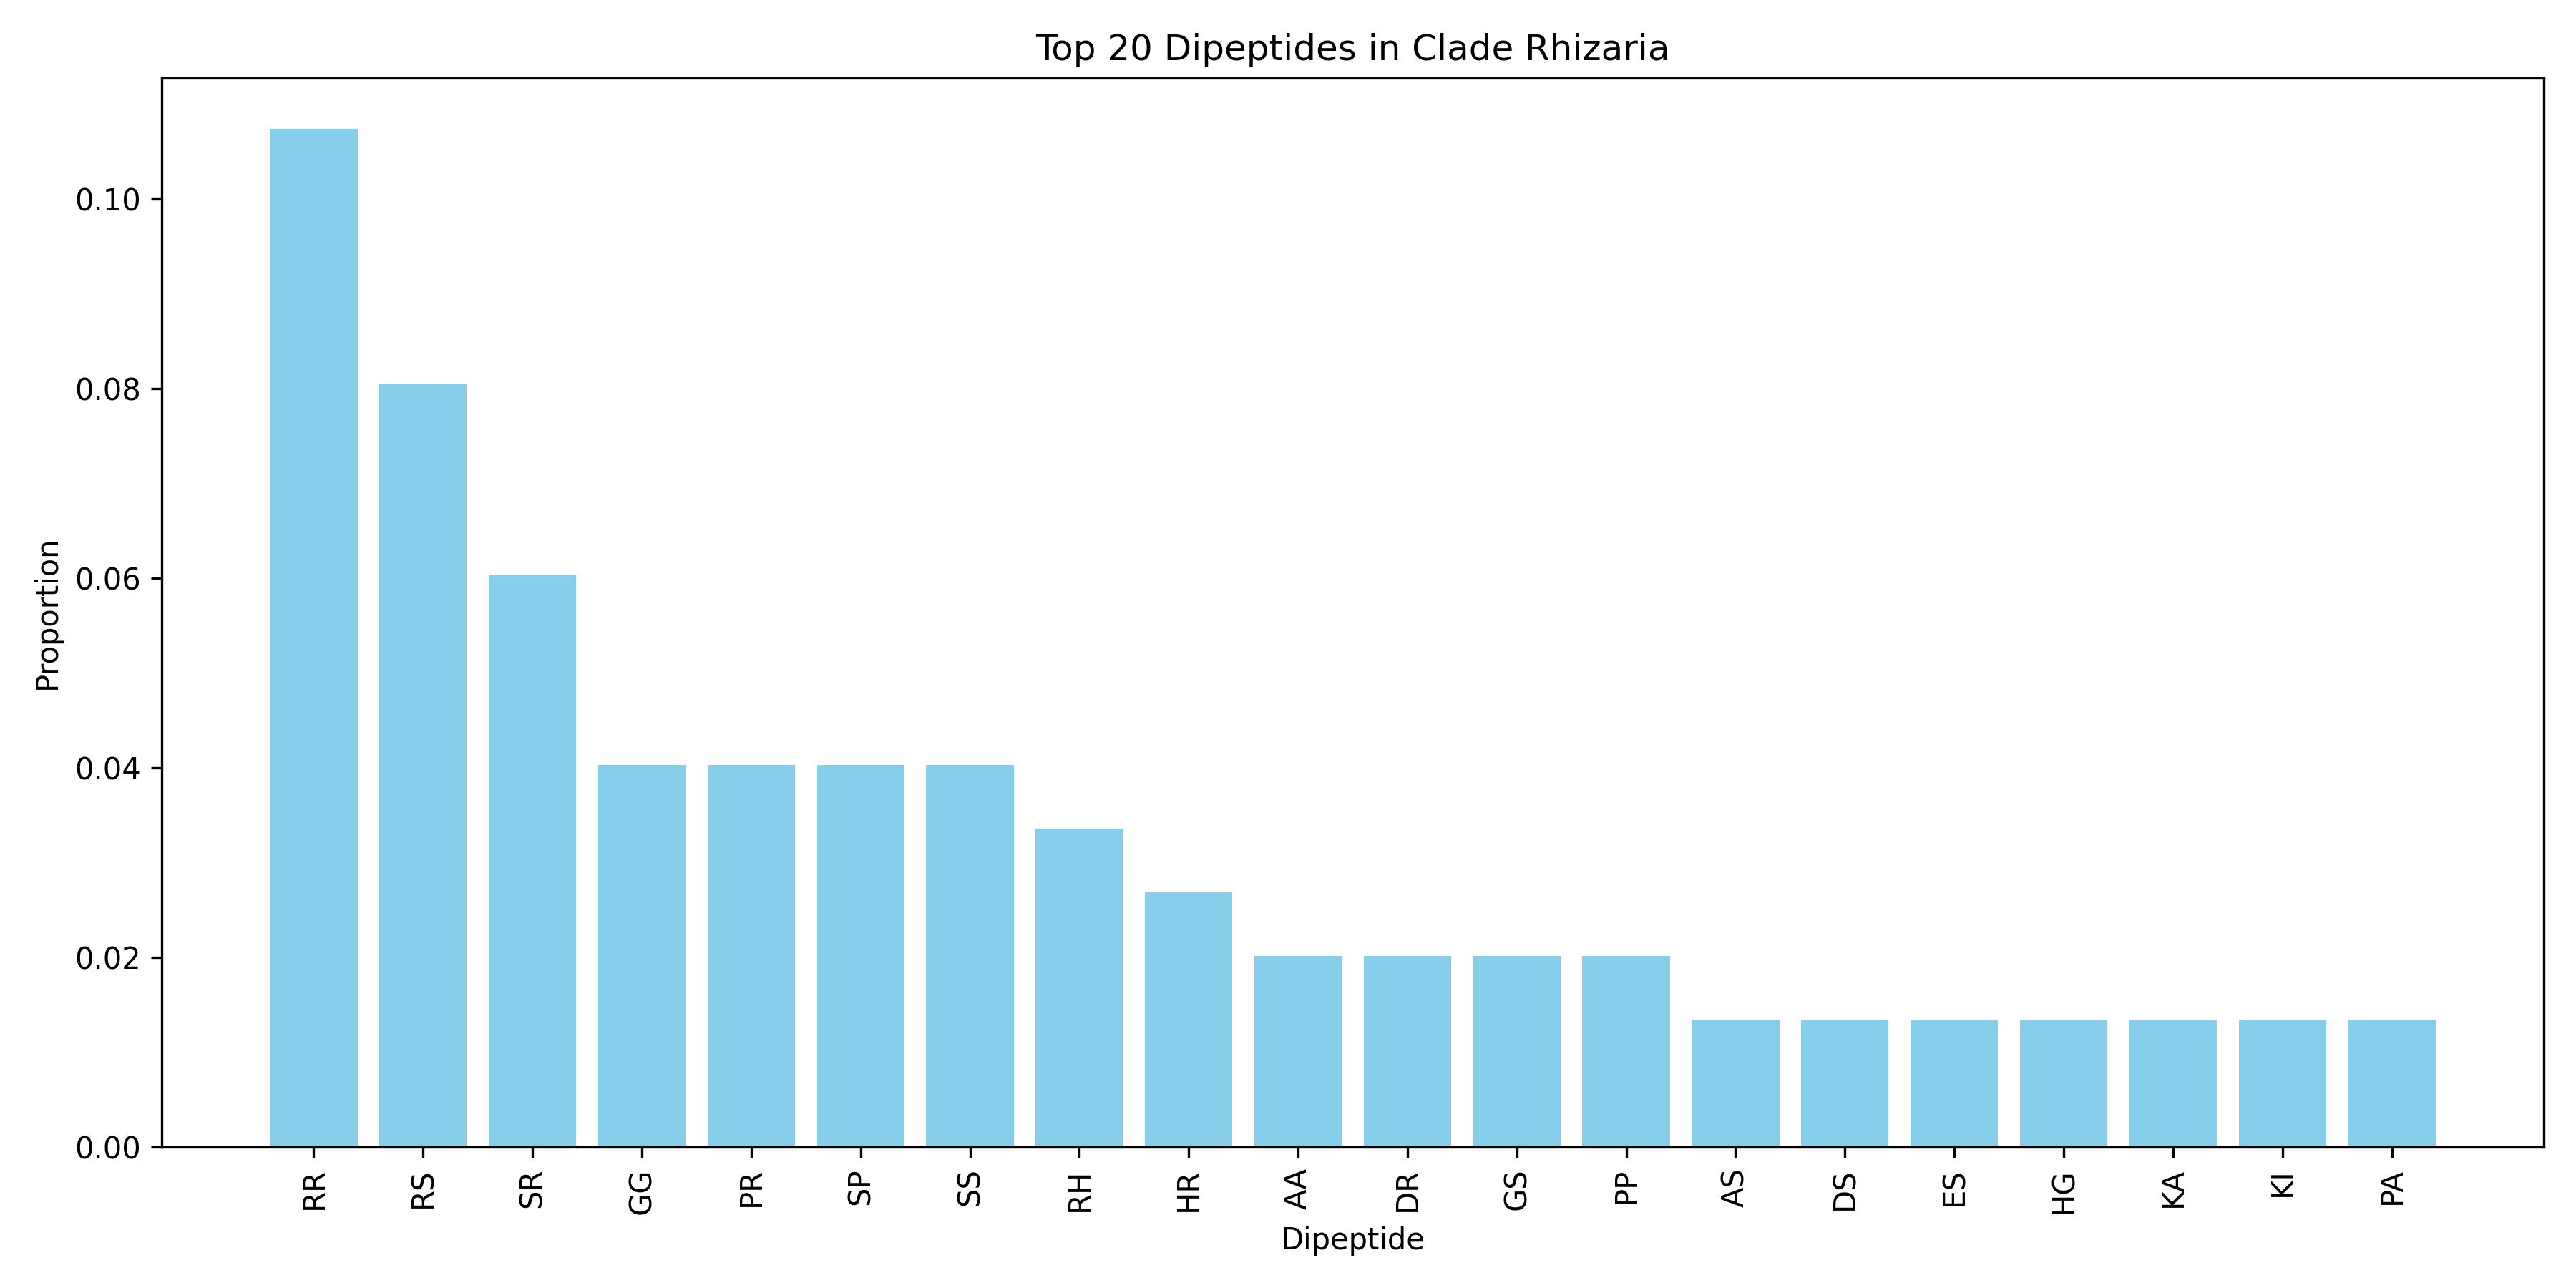 Top 20 Dipeptides in Clade Rhizaria
Proportion
0.10
0.08
0.06
0.04
0.02
0.00
RR RS SR GG PR SP SS RH HR AA DR GS PP AS DS ES HG KA KI PA
Dipeptide